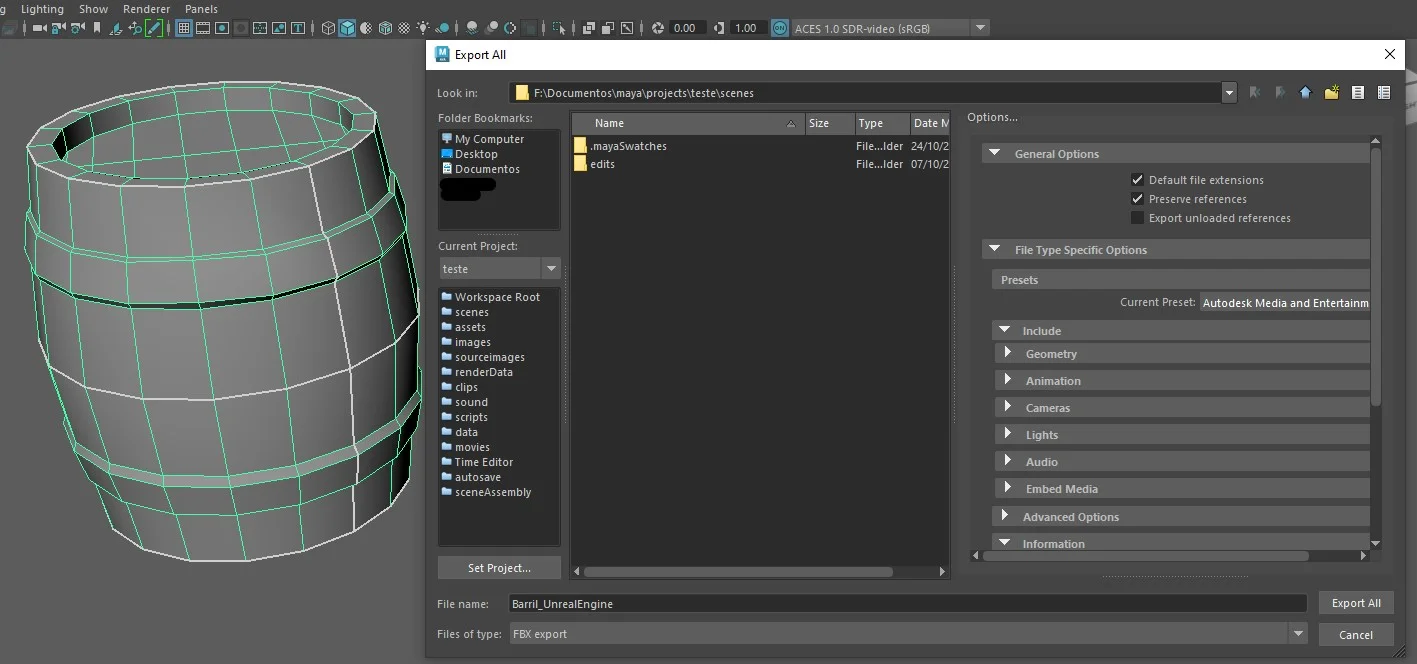 g Lighting Show Renderer Panels
0.00 1.00 ON ACES 1.0 SDR-video (sRGB)
M Export All
Look in: F:\Documentos\maya\projects\teste\scenes
Folder Bookmarks:
My Computer
Desktop
Documentos
Current Project:
teste
Workspace Root
scenes
assets
images
sourceimages
renderData
clips
sound
scripts
data
movies
Time Editor
autosave
sceneAssembly
Set Project...
Name Size Type Date M
.mayaSwatches File...lder 24/10/2
edits File...lder 07/10/2
Options...
General Options
Default file extensions
Preserve references
Export unloaded references
File Type Specific Options
Presets
Current Preset: Autodesk Media and Entertainm
Include
Geometry
Animation
Cameras
Lights
Audio
Embed Media
Advanced Options
Information
File name: Barril_UnrealEngine Export All
Files of type: FBX export Cancel